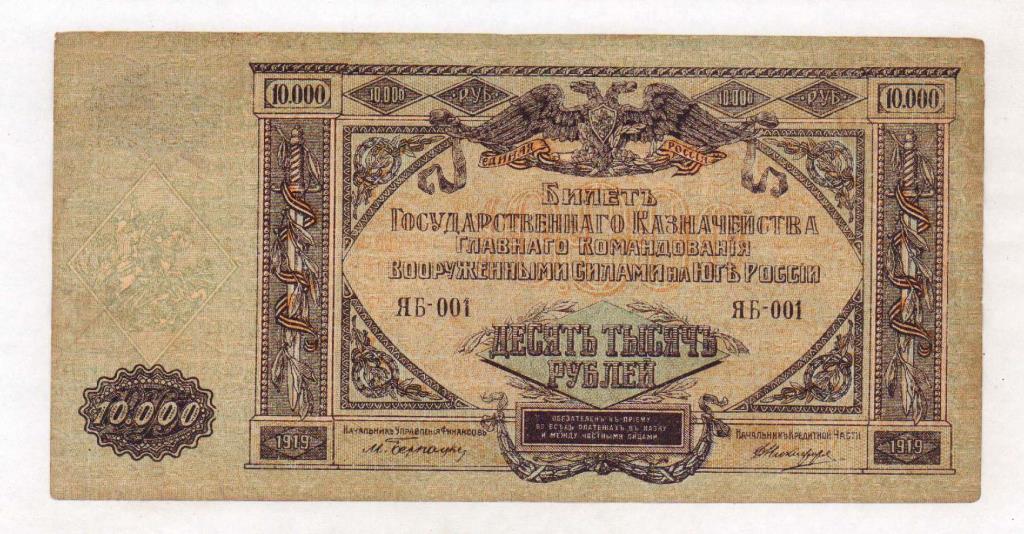 10.000 10.000 РУБ. 10.000 РУБ. 10.000
ЕДИНАЯ РОССІЯ
БИЛЕТЪ
ГОСУДАРСТВЕННАГО КАЗНАЧЕЙСТВА
ГЛАВНАГО КОМАНДОВАНІЯ
ВООРУЖЕННЫМИ СИЛАМИ НА ЮГѢ РОССІИ
ЯБ-001 ЯБ-001
ДЕСЯТЬ ТЫСЯЧЪ
РУБЛЕЙ
10.000
ОБЯЗАТЕЛЕНЪ КЪ ПРІЕМУ
ВО ВСѢХЪ ПЛАТЕЖАХЪ ВЪ КАЗНУ
И МЕЖДУ ЧАСТНЫМИ ЛИЦАМИ
НАЧАЛЬНИКЪ УПРАВЛЕНІЯ ФИНАНСОВЪ НАЧАЛЬНИКЪ КРЕДИТНОЙ ЧАСТИ
1919 1919